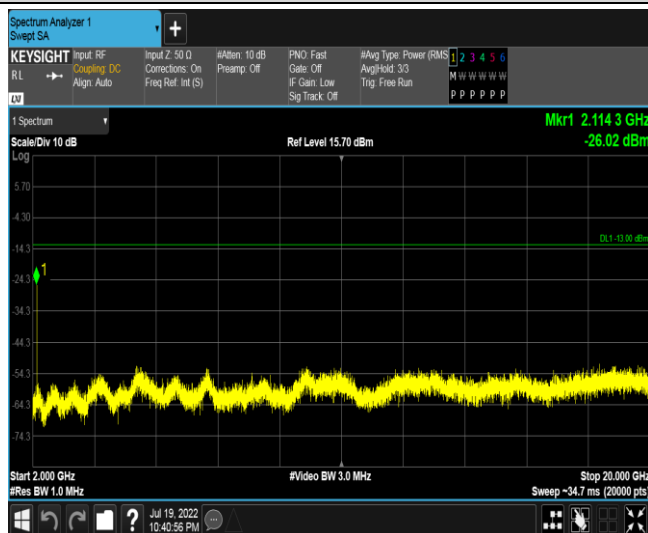 Spectrum Analyzer 1
Swept SA
+
KEYSIGHT Input: RF Input Z: 50 Ω #Atten: 10 dB PNO: Fast #Avg Type: Power (RMS 1 2 3 4 5 6
RL Coupling: DC Corrections: On Preamp: Off Gate: Off Avg|Hold: 3/3 M W W W W W
Align: Auto Freq Ref: Int (S) IF Gain: Low Trig: Free Run
Sig Track: Off P P P P P P
LXI
1 Spectrum Mkr1 2.114 3 GHz
Scale/Div 10 dB Ref Level 15.70 dBm -26.02 dBm
Log
5.70
-4.30
DL1 -13.00 dBm
-14.3
1
-24.3
-34.3
-44.3
-54.3
-64.3
-74.3
Start 2.000 GHz #Video BW 3.0 MHz Stop 20.000 GHz
#Res BW 1.0 MHz Sweep ~34.7 ms (20000 pts)
? Jul 19, 2022
10:40:56 PM